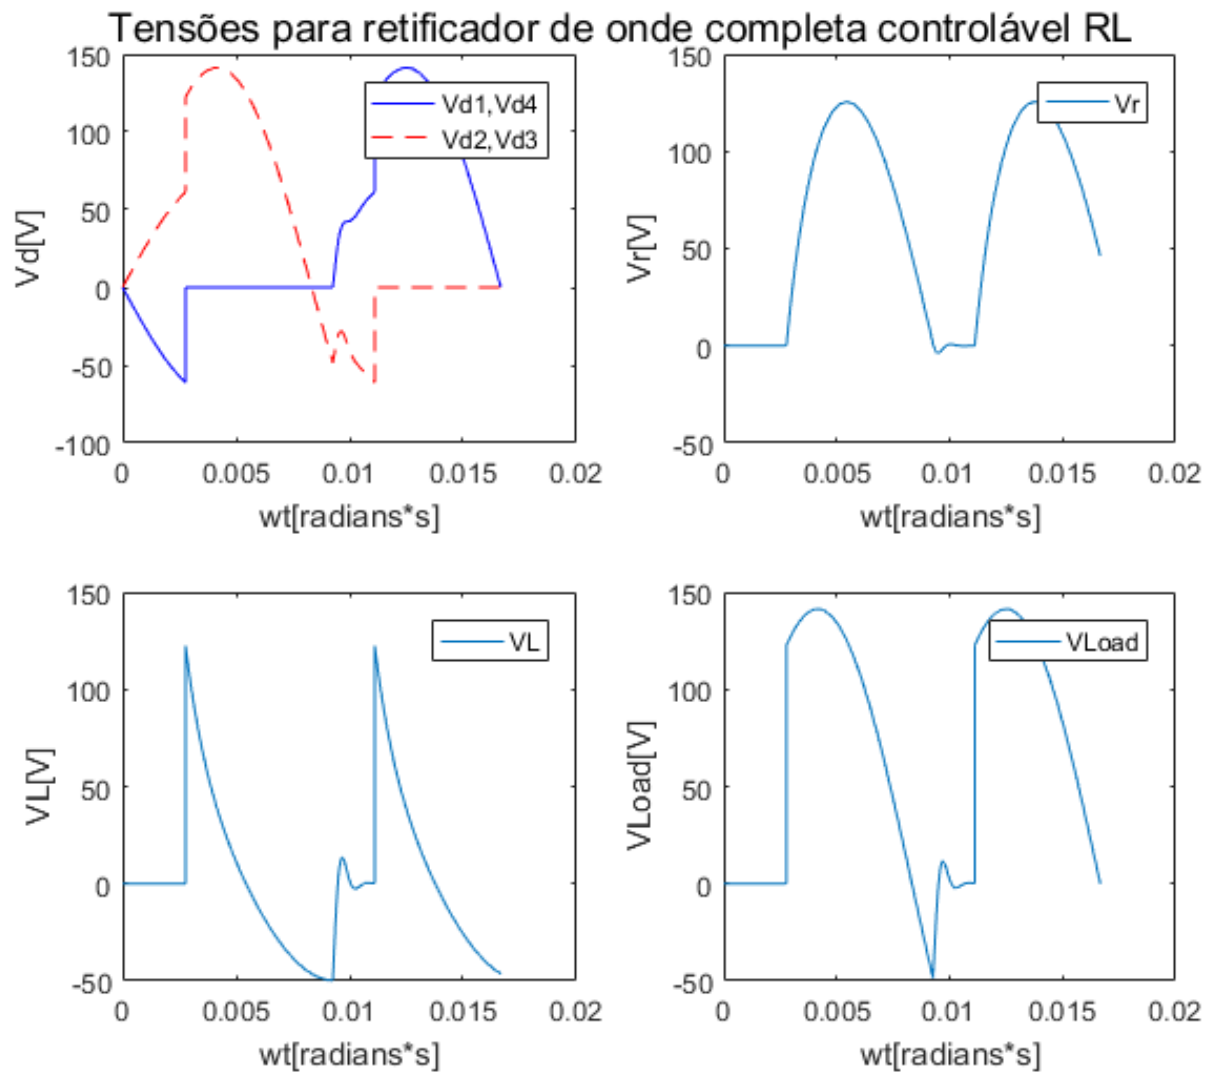 Tensões para retificador de onde completa controlável RL
150
100
50
0
-50
-100
Vd[V]
Vd1,Vd4
Vd2,Vd3
0
0.005
0.01
0.015
0.02
wt[radians*s]
150
100
50
0
-50
Vr[V]
Vr
0
0.005
0.01
0.015
0.02
wt[radians*s]
150
100
50
0
-50
VL[V]
VL
0
0.005
0.01
0.015
0.02
wt[radians*s]
150
100
50
0
-50
VLoad[V]
VLoad
0
0.005
0.01
0.015
0.02
wt[radians*s]